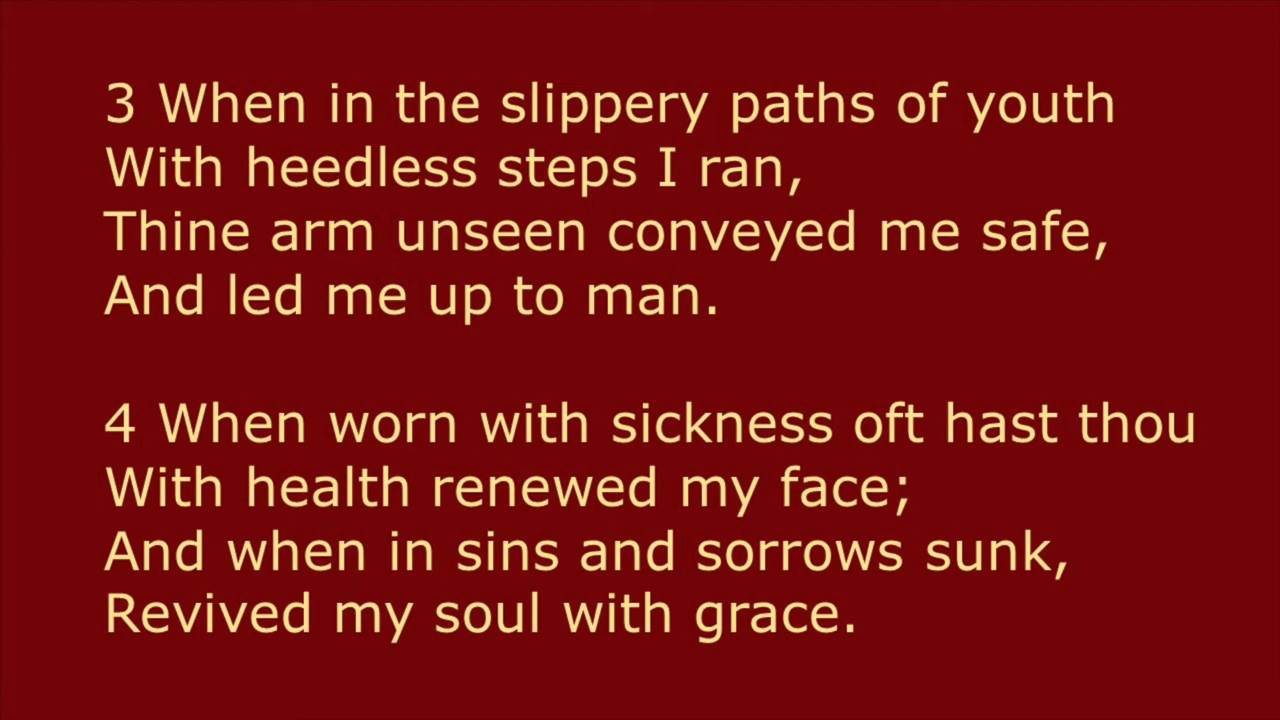 3 When in the slippery paths of youth
With heedless steps I ran,
Thine arm unseen conveyed me safe,
And led me up to man.
4 When worn with sickness oft hast thou
With health renewed my face;
And when in sins and sorrows sunk,
Revived my soul with grace.